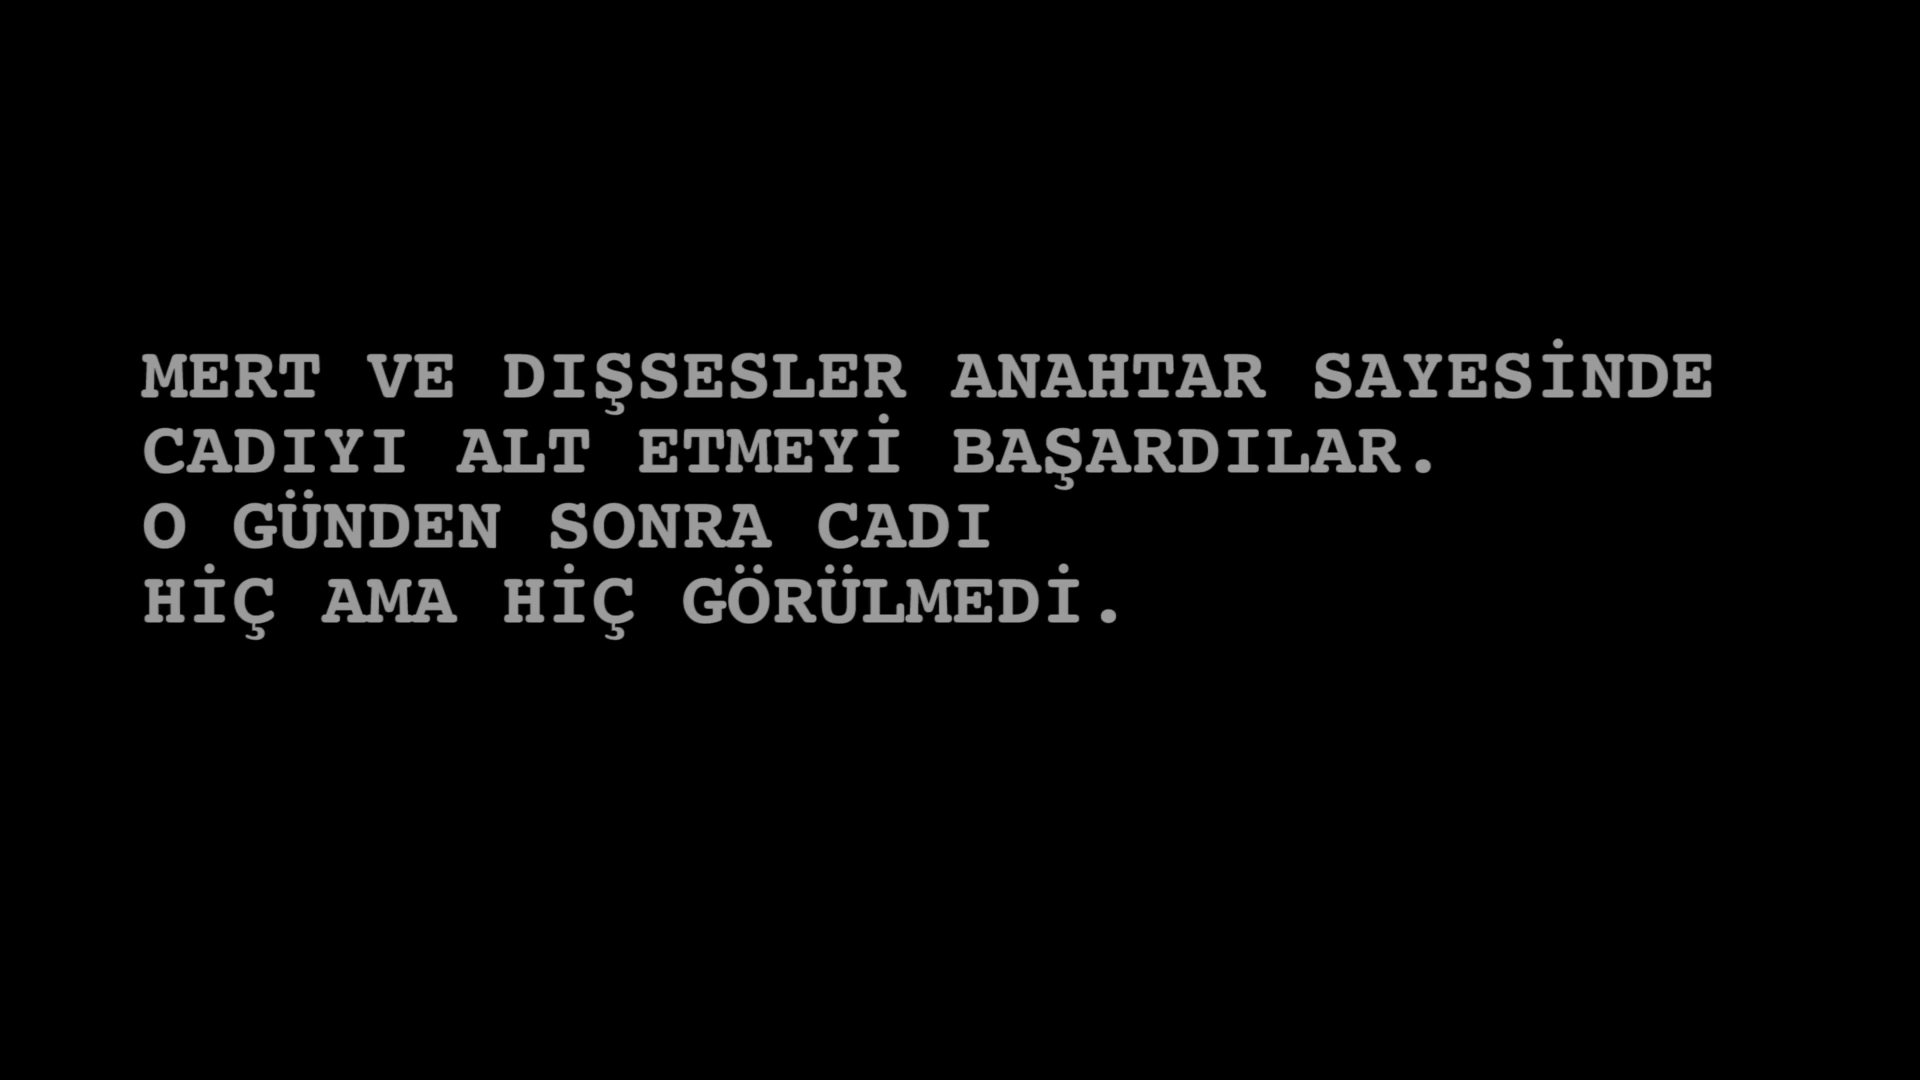 MERT VE DIŞSESLER ANAHTAR SAYESİNDE
CADIYI ALT ETMEYİ BAŞARDILAR.
O GÜNDEN SONRA CADI
HİÇ AMA HİÇ GÖRÜLMEDİ.